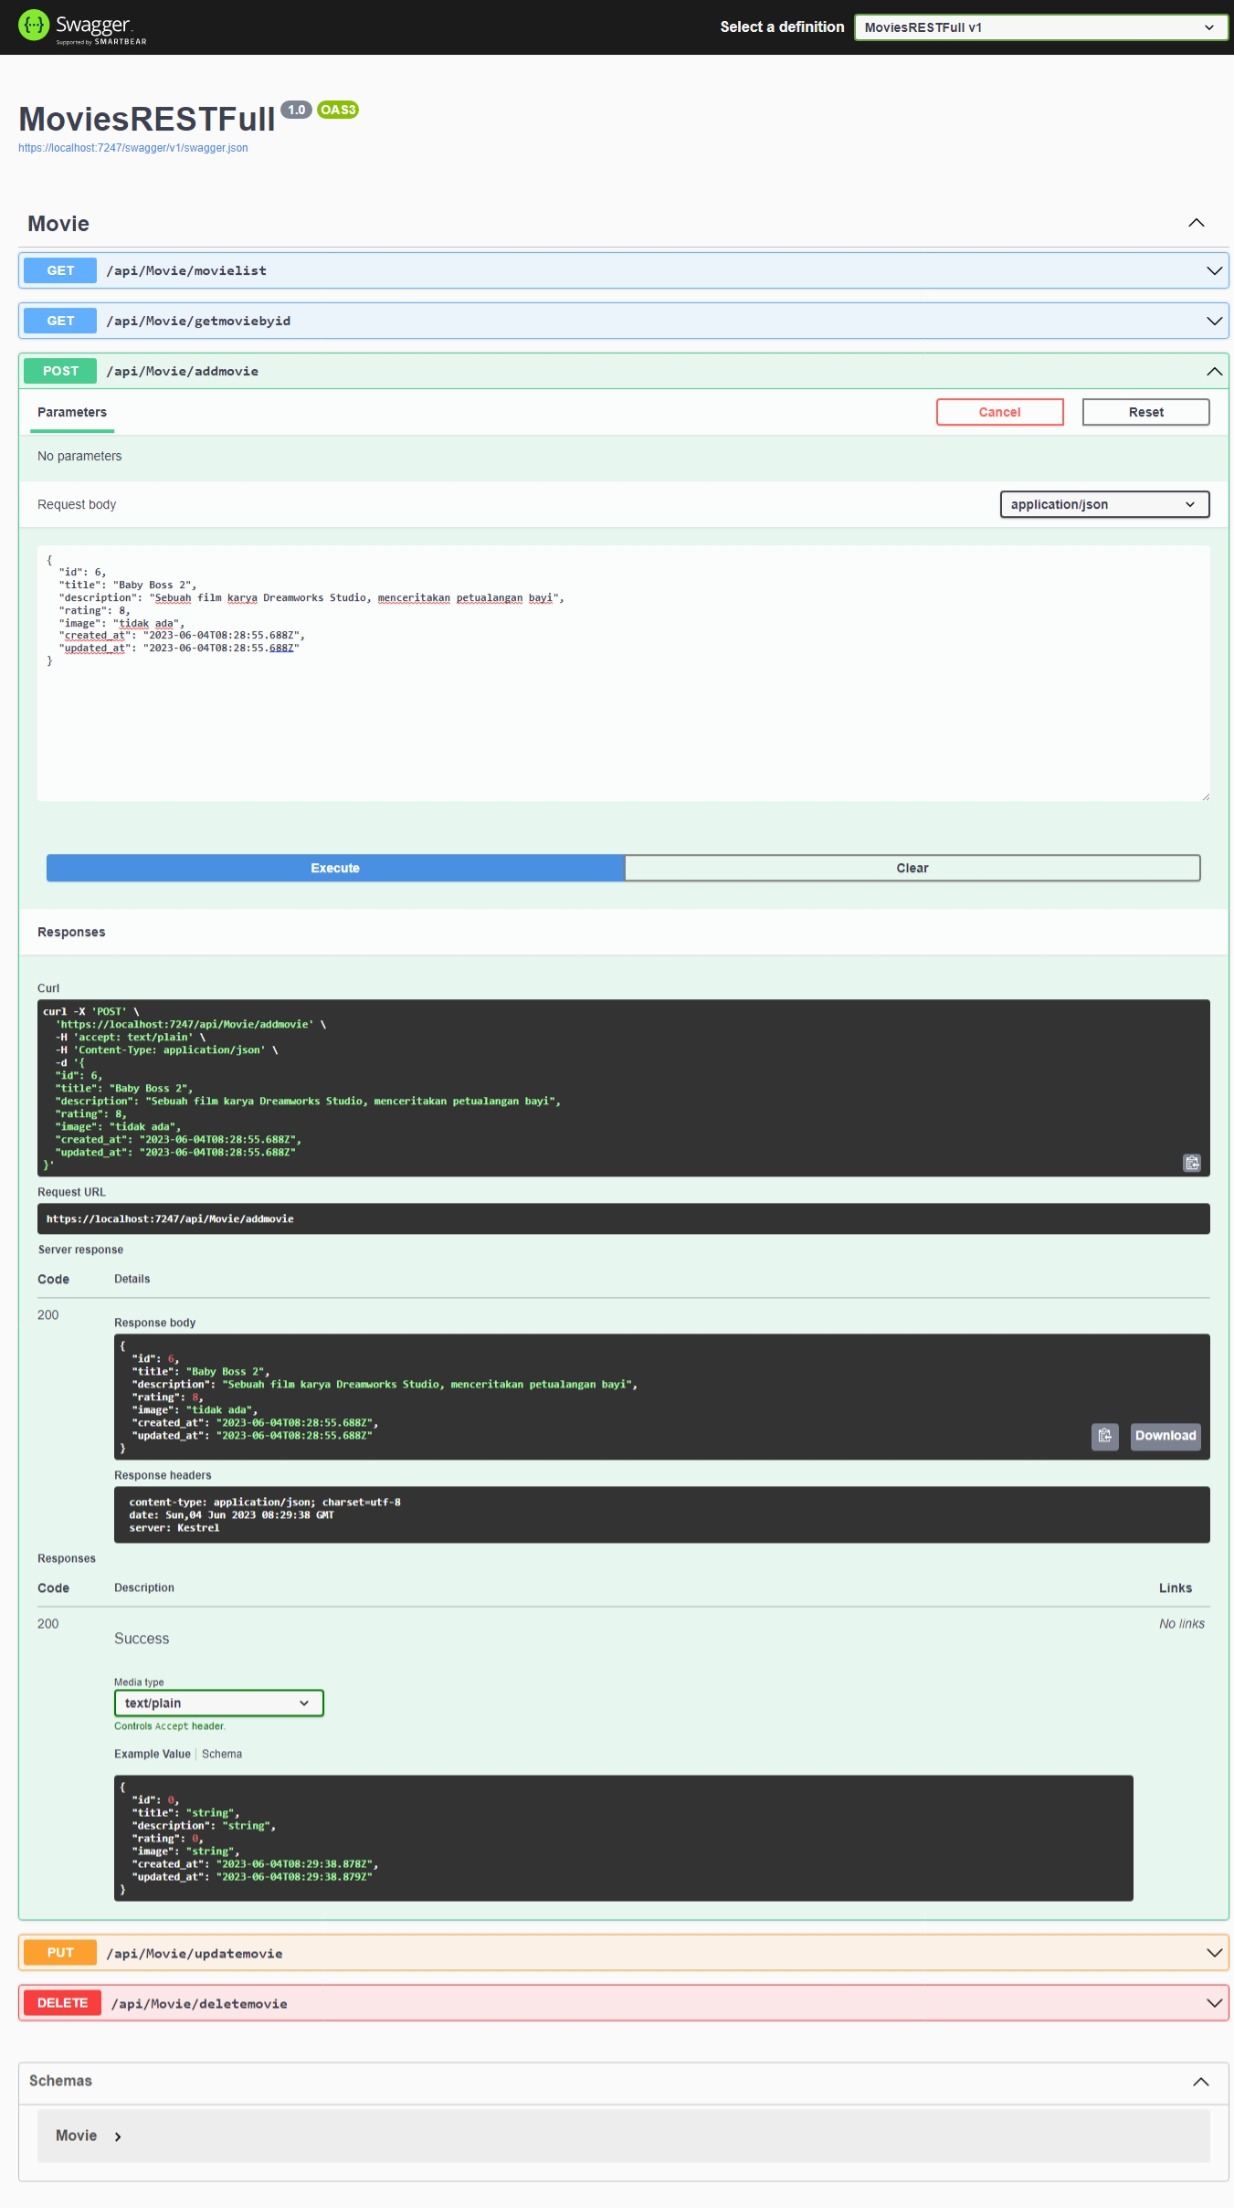 Swagger
Supported by SMARTBEAR
Select a definition
MoviesRESTFull v1
MoviesRESTFull 1.0 OAS3
https://localhost:7247/swagger/v1/swagger.json
Movie
GET /api/Movie/movielist
GET /api/Movie/getmoviebyid
POST /api/Movie/addmovie
Parameters
Cancel
Reset
No parameters
Request body
application/json
{
"id": 6,
"title": "Baby Boss 2",
"description": "Sebuah film karya Dreamworks Studio, menceritakan petualangan bayi",
"rating": 8,
"image": "tidak ada",
"created_at": "2023-06-04T08:28:55.688Z",
"updated_at": "2023-06-04T08:28:55.688Z"
}
Execute
Clear
Responses
Curl
curl -X 'POST' \
'https://localhost:7247/api/Movie/addmovie' \
-H 'accept: text/plain' \
-H 'Content-Type: application/json' \
-d '{
"id": 6,
"title": "Baby Boss 2",
"description": "Sebuah film karya Dreamworks Studio, menceritakan petualangan bayi",
"rating": 8,
"image": "tidak ada",
"created_at": "2023-06-04T08:28:55.688Z",
"updated_at": "2023-06-04T08:28:55.688Z"
}'
Request URL
https://localhost:7247/api/Movie/addmovie
Server response
Code Details
200
Response body
{
"id": 6,
"title": "Baby Boss 2",
"description": "Sebuah film karya Dreamworks Studio, menceritakan petualangan bayi",
"rating": 8,
"image": "tidak ada",
"created_at": "2023-06-04T08:28:55.688Z",
"updated_at": "2023-06-04T08:28:55.688Z"
}
Download
Response headers
content-type: application/json; charset=utf-8
date: Sun,04 Jun 2023 08:29:38 GMT
server: Kestrel
Responses
Code Description Links
200
Success
No links
Media type
text/plain
Controls Accept header.
Example Value | Schema
{
"id": 0,
"title": "string",
"description": "string",
"rating": 0,
"image": "string",
"created_at": "2023-06-04T08:29:38.878Z",
"updated_at": "2023-06-04T08:29:38.879Z"
}
PUT /api/Movie/updatemovie
DELETE /api/Movie/deletemovie
Schemas
Movie